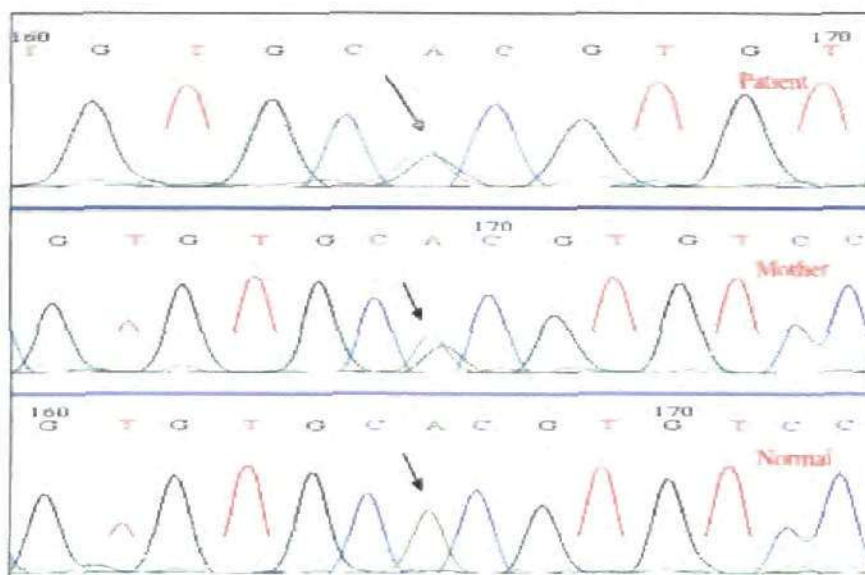 160 170
T G T G C A C G T G T
Patient
170
G T G T G C A C G T G T C C
Mother
160 170
G T G T G C A C G T G T C C
Normal